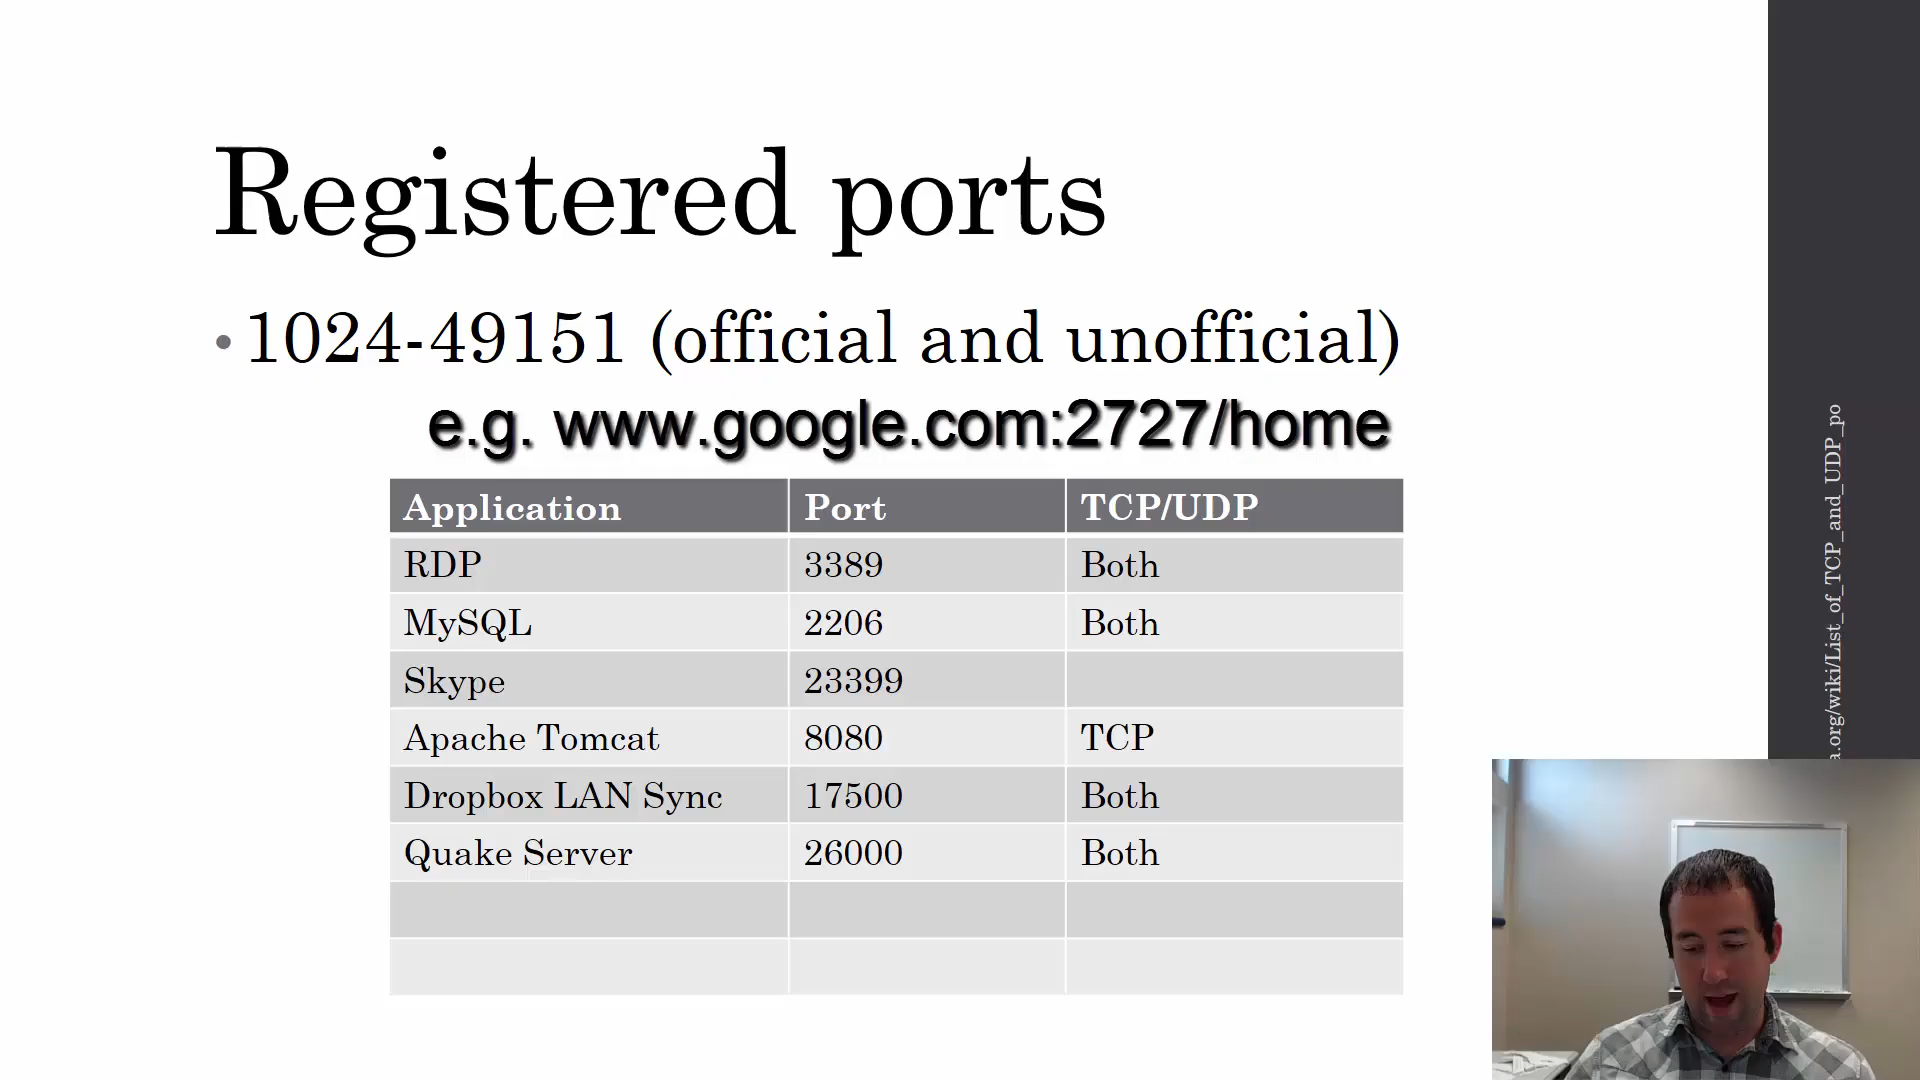 Registered ports
• 1024-49151 (official and unofficial)
e.g. www.google.com:2727/home
Application Port TCP/UDP
RDP 3389 Both
MySQL 2206 Both
Skype 23399
Apache Tomcat 8080 TCP
Dropbox LAN Sync 17500 Both
Quake Server 26000 Both
a.org/wiki/List_of_TCP_and_UDP_po